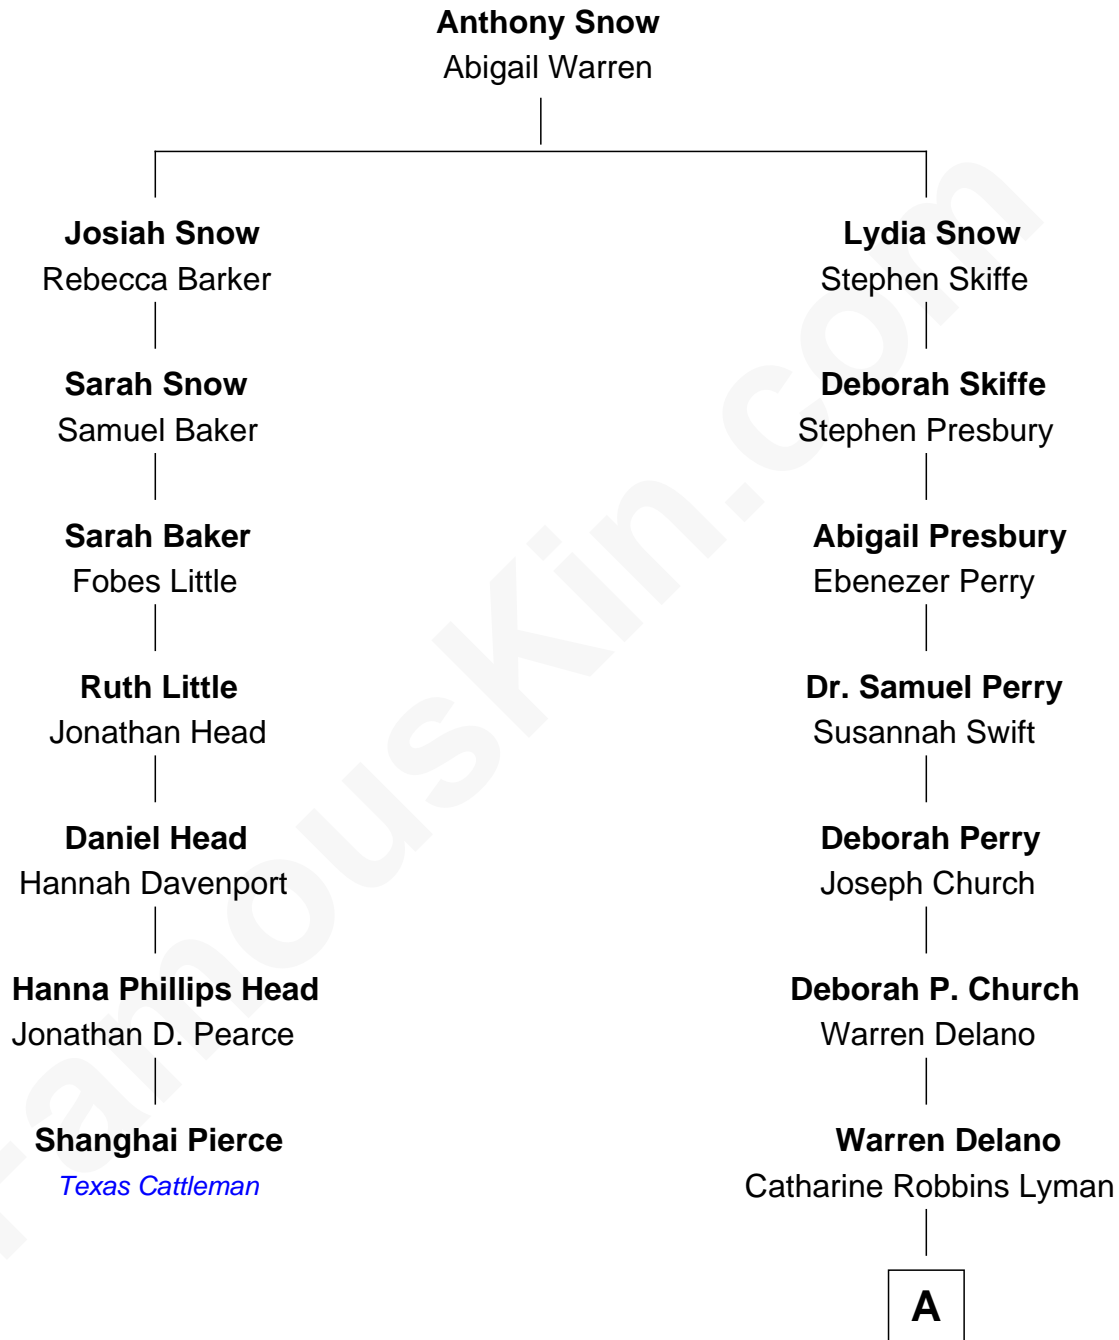 Anthony Snow
Abigail Warren
Josiah Snow
Rebecca Barker
Lydia Snow
Stephen Skiffe
Sarah Snow
Samuel Baker
Deborah Skiffe
Stephen Presbury
Sarah Baker
Fobes Little
Abigail Presbury
Ebenezer Perry
Ruth Little
Jonathan Head
Dr. Samuel Perry
Susannah Swift
Daniel Head
Hannah Davenport
Deborah Perry
Joseph Church
Hanna Phillips Head
Jonathan D. Pearce
Deborah P. Church
Warren Delano
Shanghai Pierce
Texas Cattleman
Warren Delano
Catharine Robbins Lyman
A
FamousKin.com